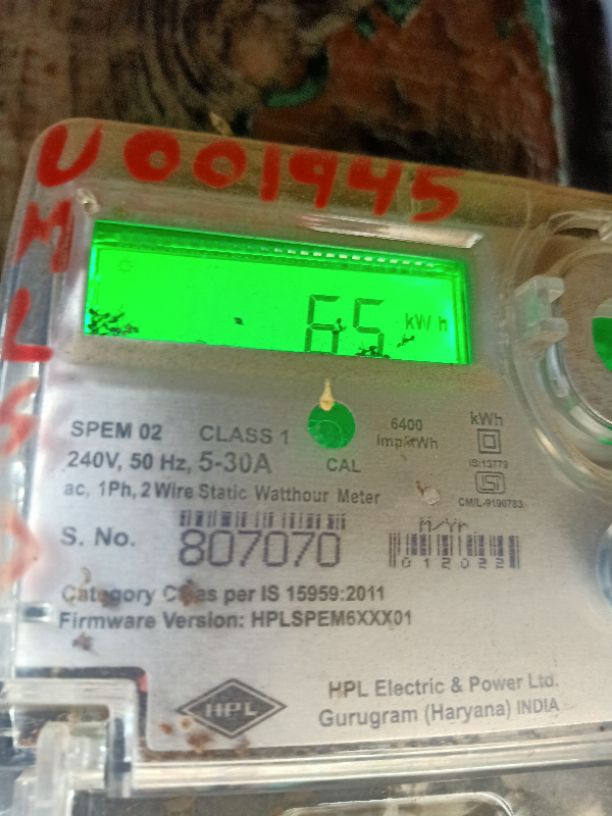 U001945
M
L
65 kWh
SPEM 02 CLASS 1
CAL
6400
imp/kWh
kWh
240V, 50 Hz, 5-30A
IS:13779
ac, 1Ph, 2 Wire Static Watthour Meter
CM/L-9190783
S. No. 807070
M/Yr
012022
Category C as per IS 15959:2011
Firmware Version: HPLSPEM6XXX01
HPL
HPL Electric & Power Ltd.
Gurugram (Haryana) INDIA